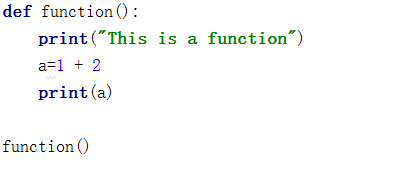 def function():
    print("This is a function")
    a=1 + 2
    print(a)

function()